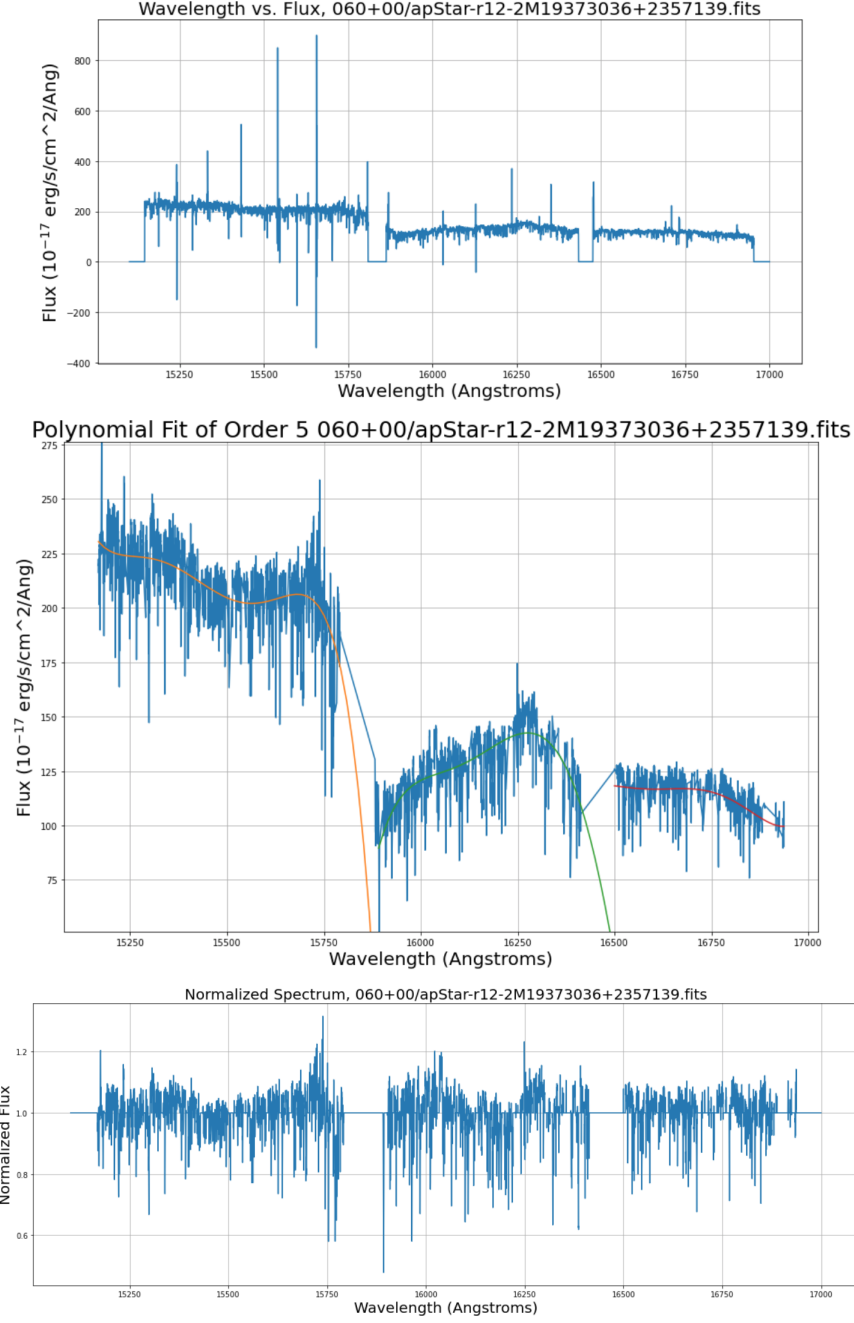 Wavelength vs. Flux, 060+00/apStar-r12-2M19373036+2357139.fits
Flux (10⁻¹⁷ erg/s/cm^2/Ang)
800
600
400
200
0
−200
−400
15250 15500 15750 16000 16250 16500 16750 17000
Wavelength (Angstroms)
Polynomial Fit of Order 5 060+00/apStar-r12-2M19373036+2357139.fits
Flux (10⁻¹⁷ erg/s/cm^2/Ang)
275
250
225
200
175
150
125
100
75
15250 15500 15750 16000 16250 16500 16750 17000
Wavelength (Angstroms)
Normalized Spectrum, 060+00/apStar-r12-2M19373036+2357139.fits
Normalized Flux
1.2
1.0
0.8
0.6
15250 15500 15750 16000 16250 16500 16750 17000
Wavelength (Angstroms)